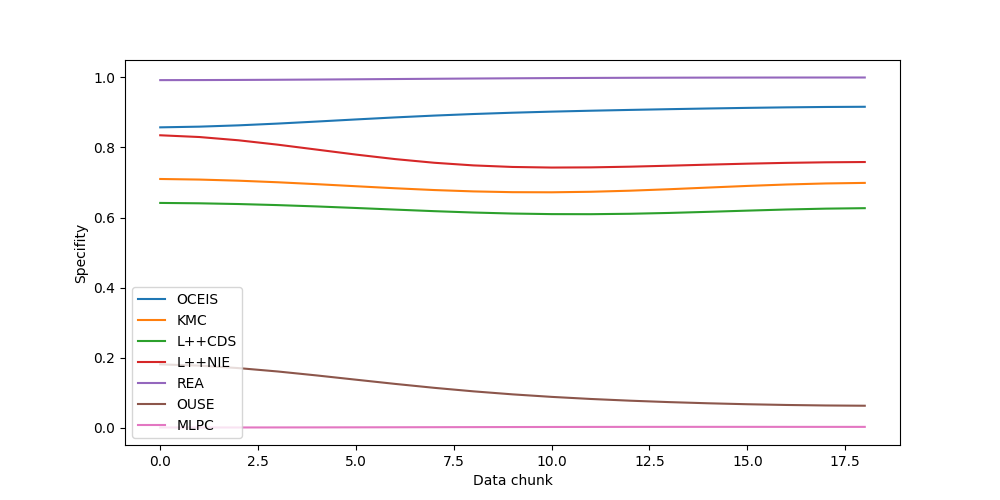 1.0
0.8
0.6
0.4
0.2
0.0
Specifity
OCEIS
KMC
L++CDS
L++NIE
REA
OUSE
MLPC
0.0 2.5 5.0 7.5 10.0 12.5 15.0 17.5
Data chunk